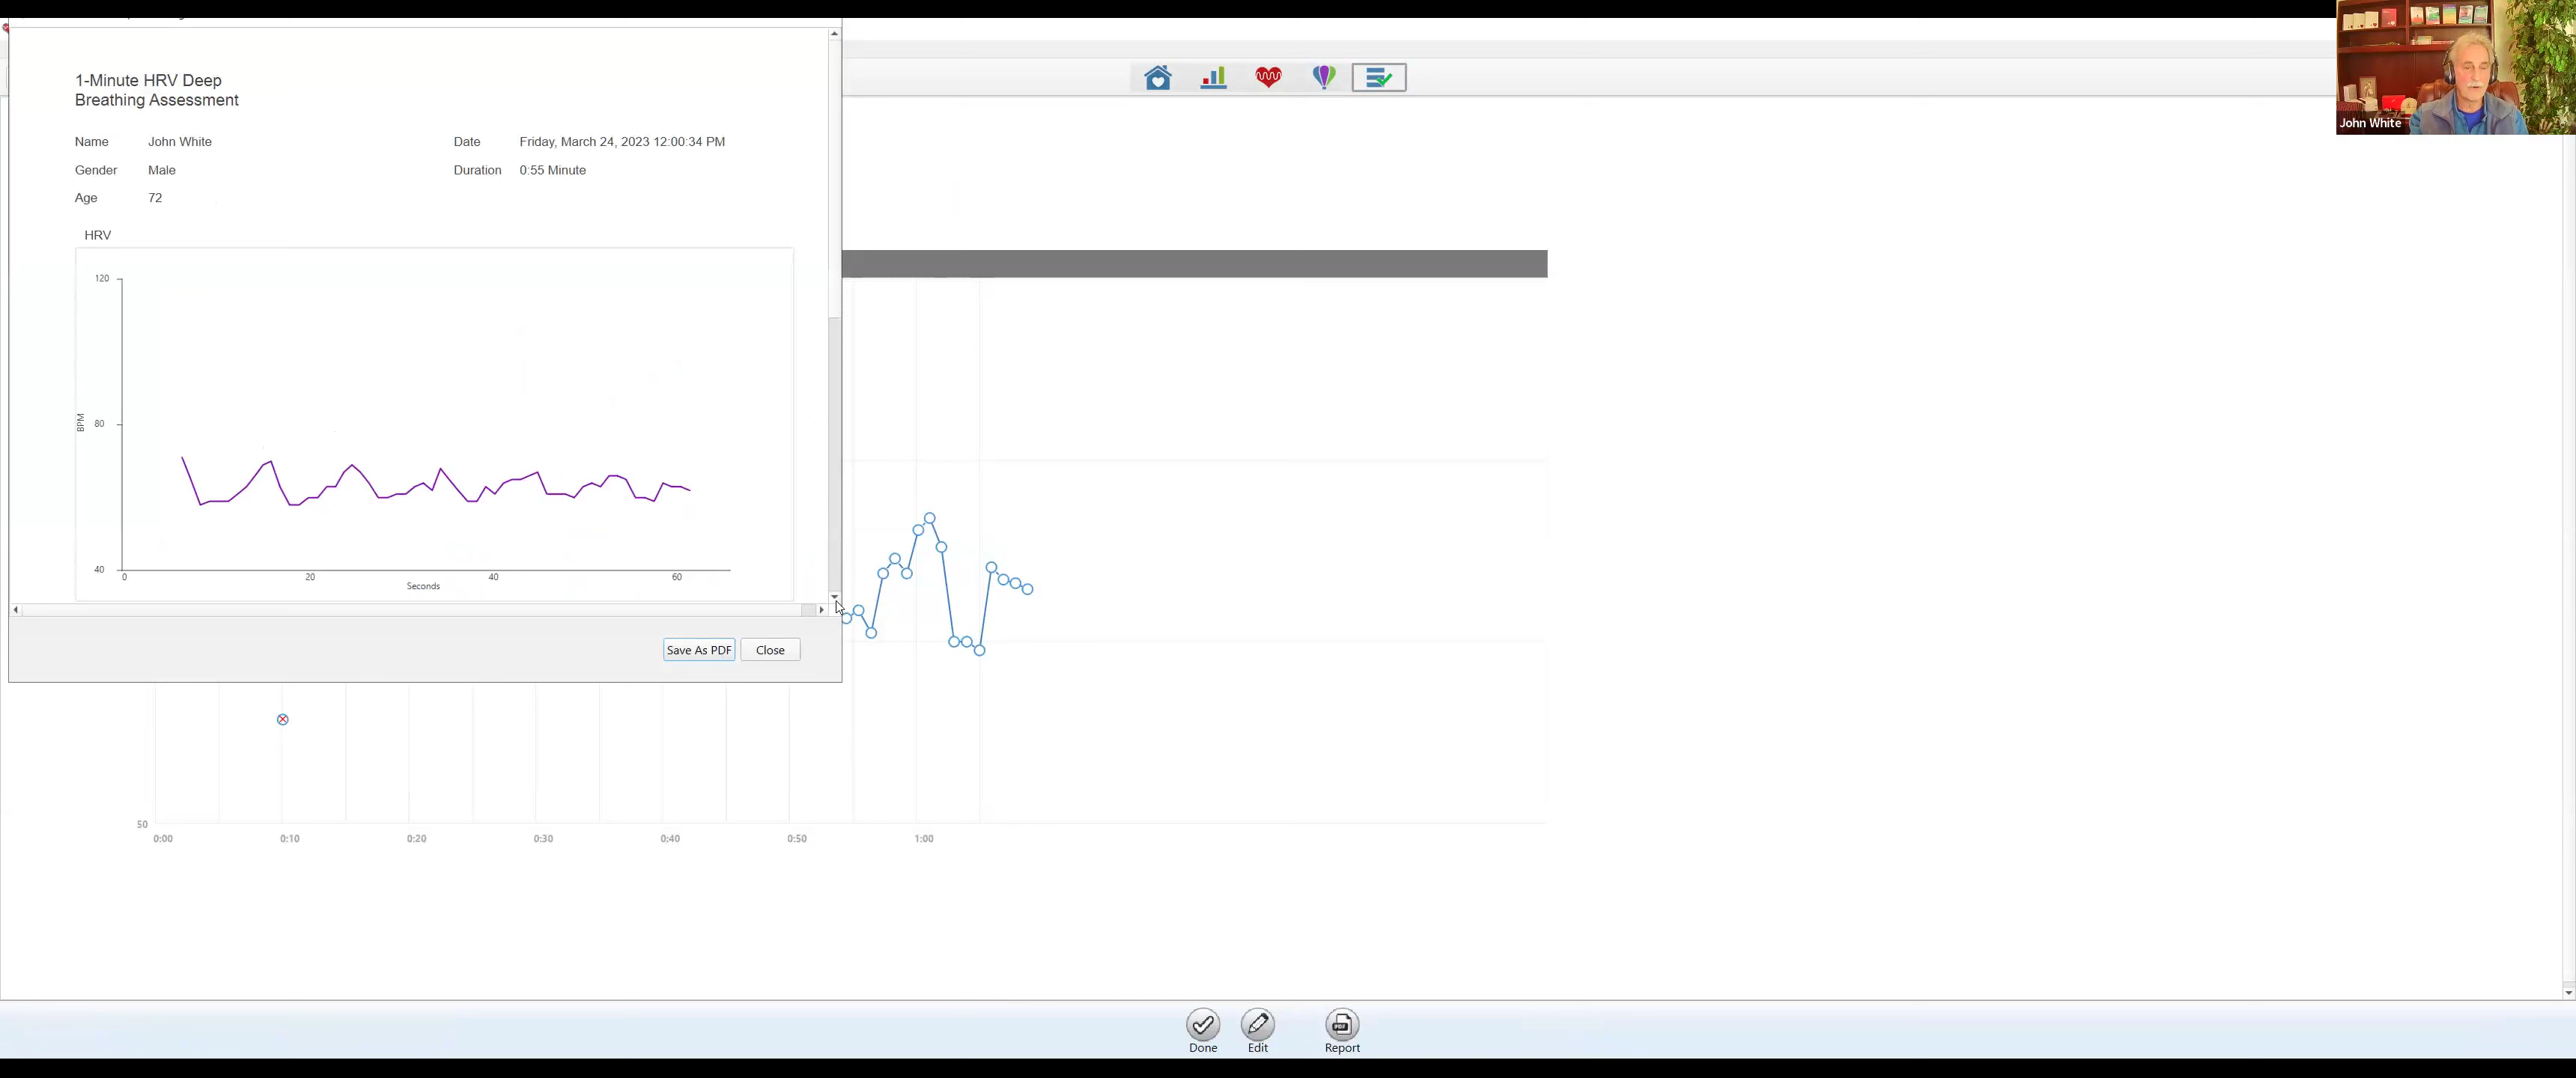 1-Minute HRV Deep
Breathing Assessment
Name John White Date Friday, March 24, 2023 12:00:34 PM
Gender Male Duration 0:55 Minute
Age 72
HRV
120
80
BPM
40
0 20 40 60
Seconds
Save As PDF Close
John White
50
0:00 0:10 0:20 0:30 0:40 0:50 1:00
Done Edit Report